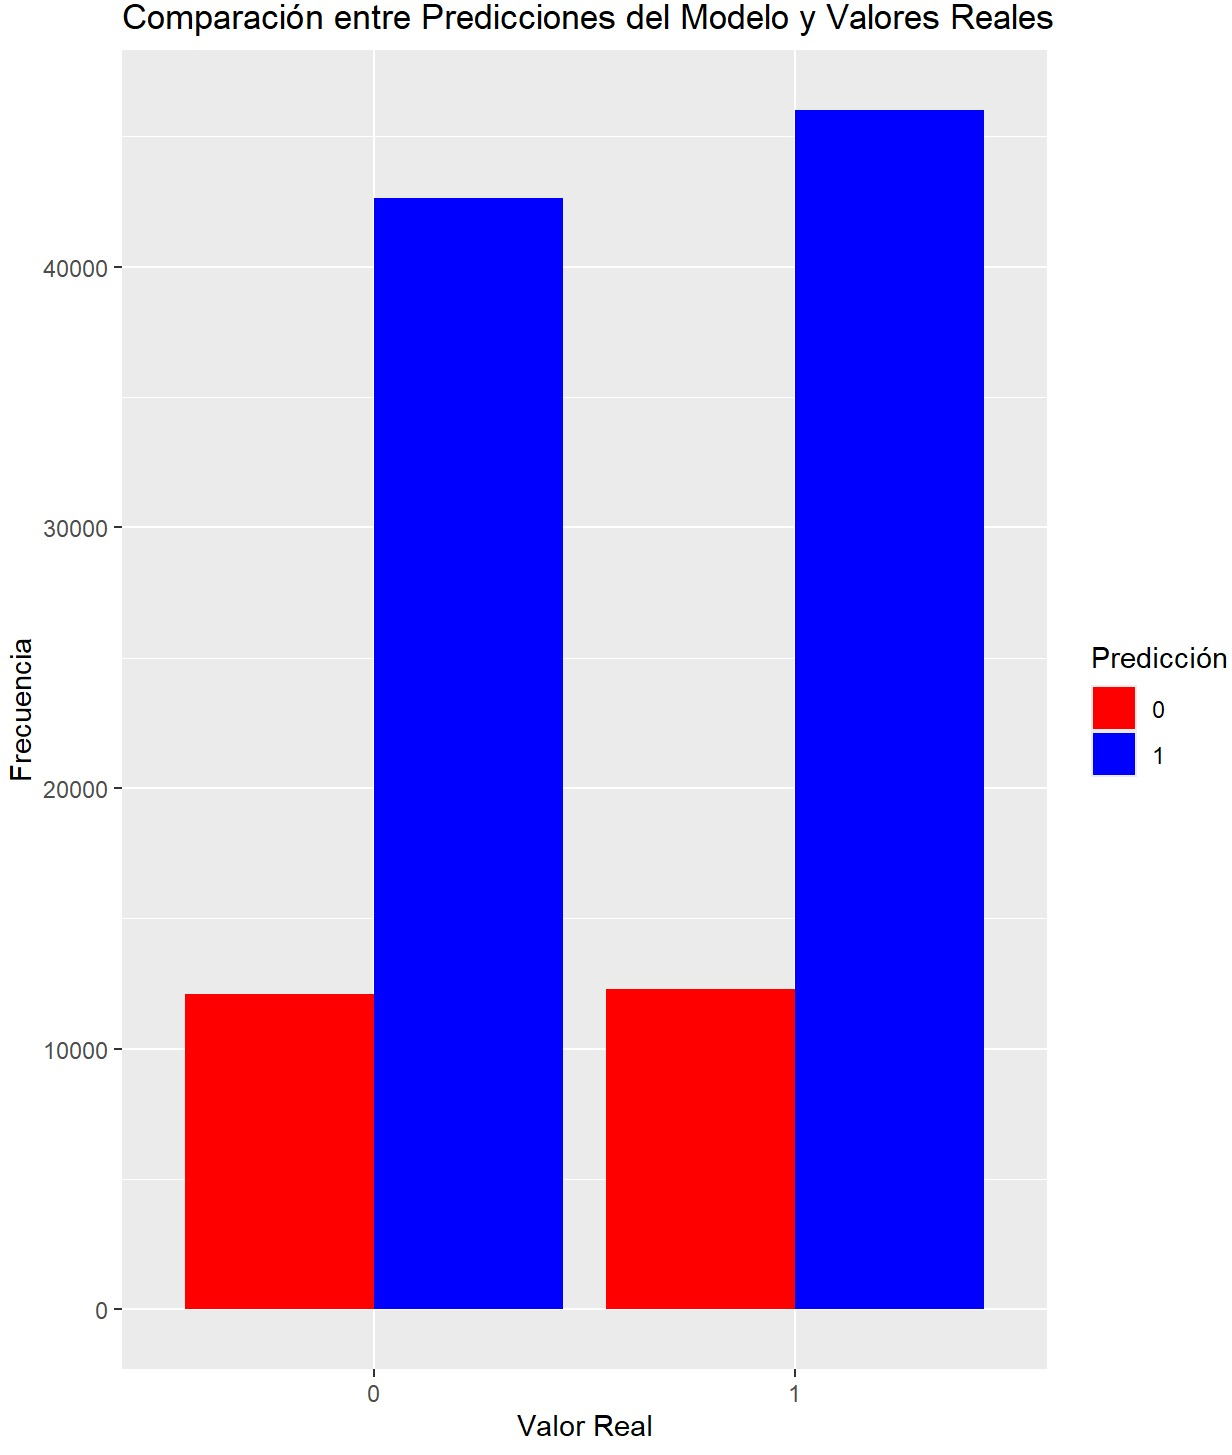 Comparación entre Predicciones del Modelo y Valores Reales
Frecuencia
40000
30000
20000
10000
0
0
1
Valor Real
Predicción
0
1